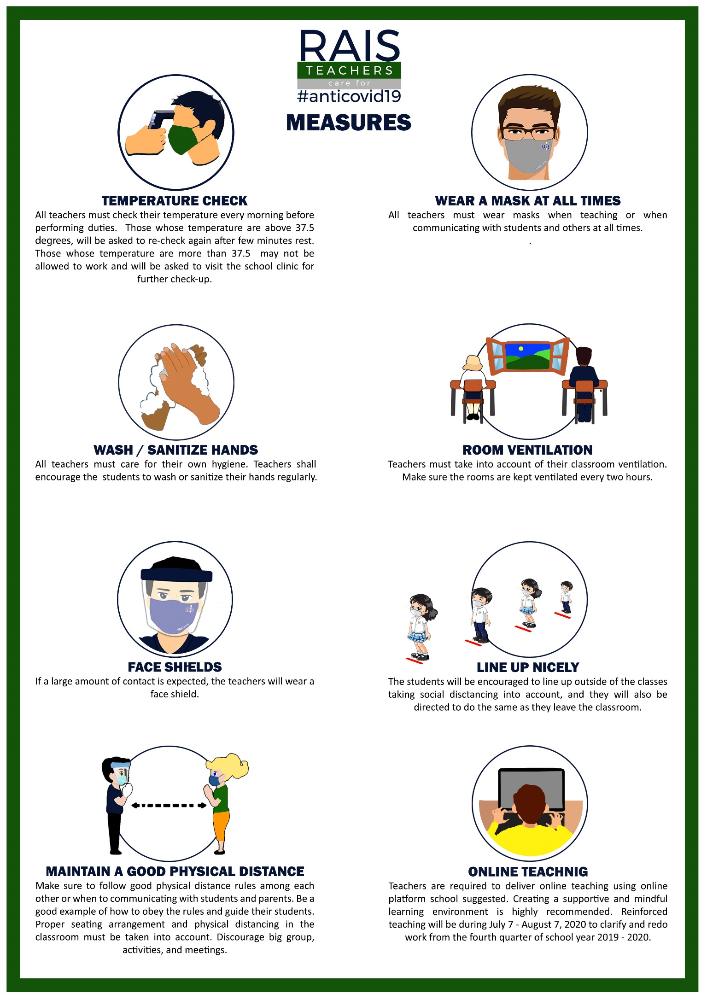 RAIS
TEACHERS
care for
#anticovid19
MEASURES
TEMPERATURE CHECK
All teachers must check their temperature every morning before
performing duties. Those whose temperature are above 37.5
degrees, will be asked to re-check again after few minutes rest.
Those whose temperature are more than 37.5 may not be
allowed to work and will be asked to visit the school clinic for
further check-up.
RAIS
RAIS Family
WEAR A MASK AT ALL TIMES
All teachers must wear masks when teaching or when
communicating with students and others at all times.
.
WASH / SANITIZE HANDS
All teachers must care for their own hygiene. Teachers shall
encourage the students to wash or sanitize their hands regularly.
ROOM VENTILATION
Teachers must take into account of their classroom ventilation.
Make sure the rooms are kept ventilated every two hours.
RAIS
RAIS Family
FACE SHIELDS
If a large amount of contact is expected, the teachers will wear a
face shield.
LINE UP NICELY
The students will be encouraged to line up outside of the classes
taking social disctancing into account, and they will also be
directed to do the same as they leave the classroom.
MAINTAIN A GOOD PHYSICAL DISTANCE
Make sure to follow good physical distance rules among each
other or when to communicating with students and parents. Be a
good example of how to obey the rules and guide their students.
Proper seating arrangement and physical distancing in the
classroom must be taken into account. Discourage big group,
activities, and meetings.
ONLINE TEACHNIG
Teachers are required to deliver online teaching using online
platform school suggested. Creating a supportive and mindful
learning environment is highly recommended. Reinforced
teaching will be during July 7 - August 7, 2020 to clarify and redo
work from the fourth quarter of school year 2019 - 2020.